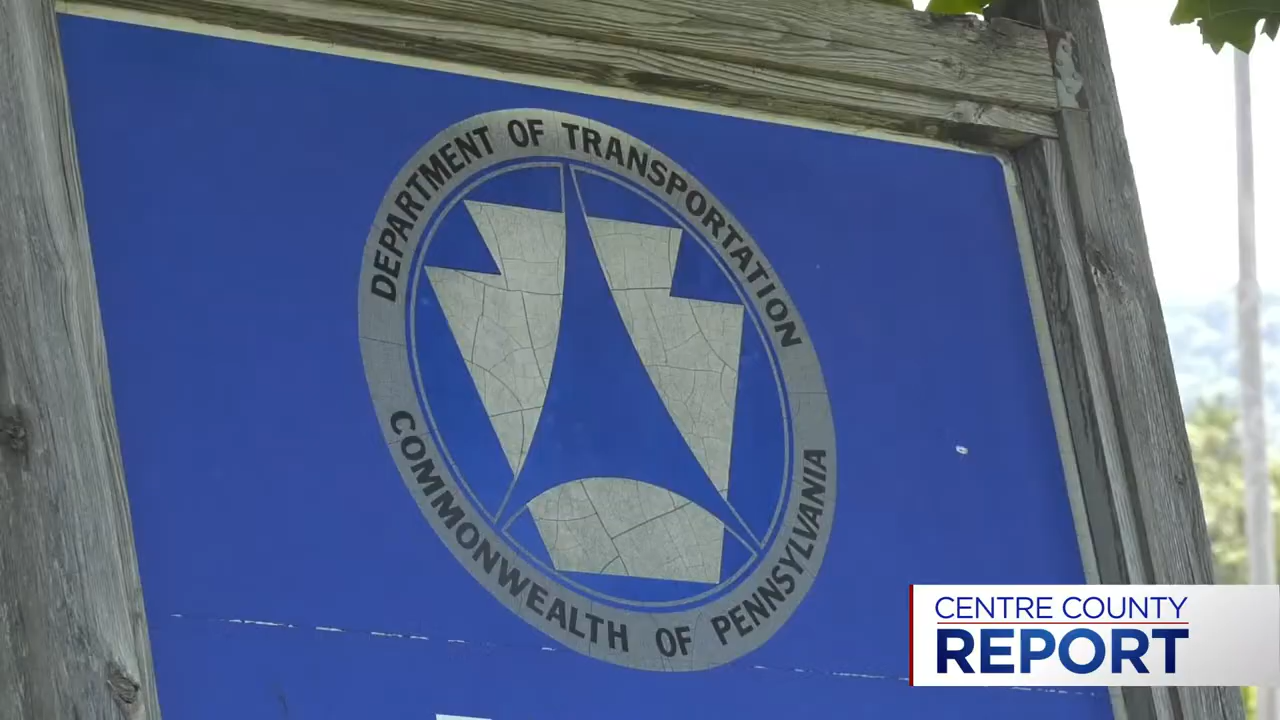 DEPARTMENT OF TRANSPORTATION
COMMONWEALTH OF PENNSYLVANIA
CENTRE COUNTY
REPORT